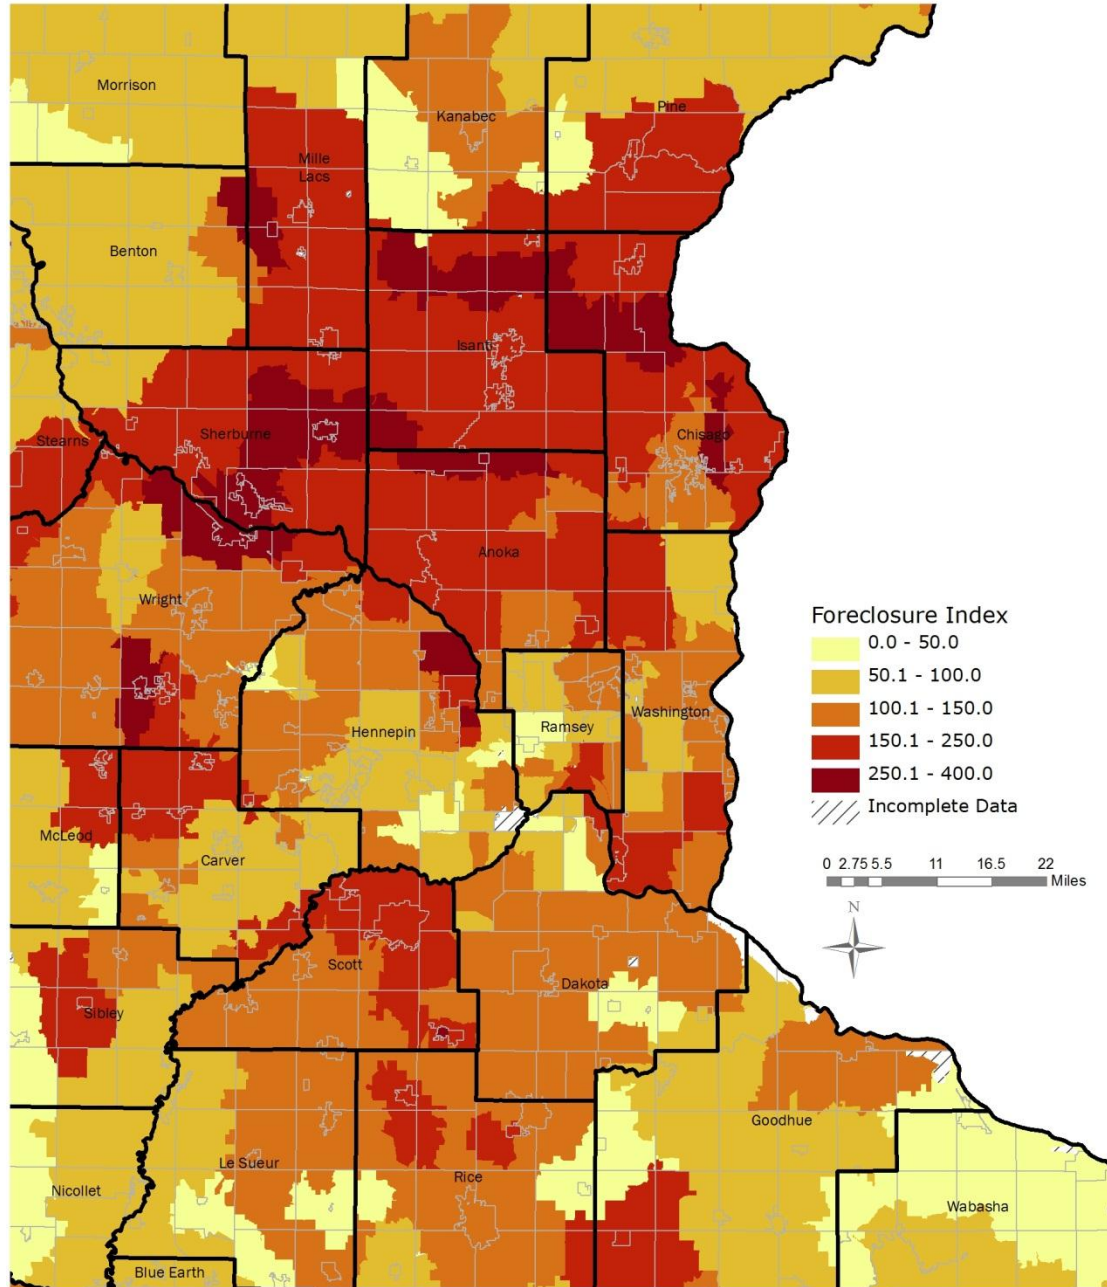 Morrison
Kanabec
Pine
Mille
Lacs
Benton
Isanti
Stearns
Sherburne
Chisago
Anoka
Wright
Foreclosure Index
0.0 - 50.0
50.1 - 100.0
100.1 - 150.0
150.1 - 250.0
250.1 - 400.0
Incomplete Data
Washington
Hennepin
Ramsey
McLeod
Carver
0 2.75 5.5 11 16.5 22
Miles
N
Scott
Dakota
Sibley
Goodhue
Le Sueur
Rice
Nicollet
Wabasha
Blue Earth